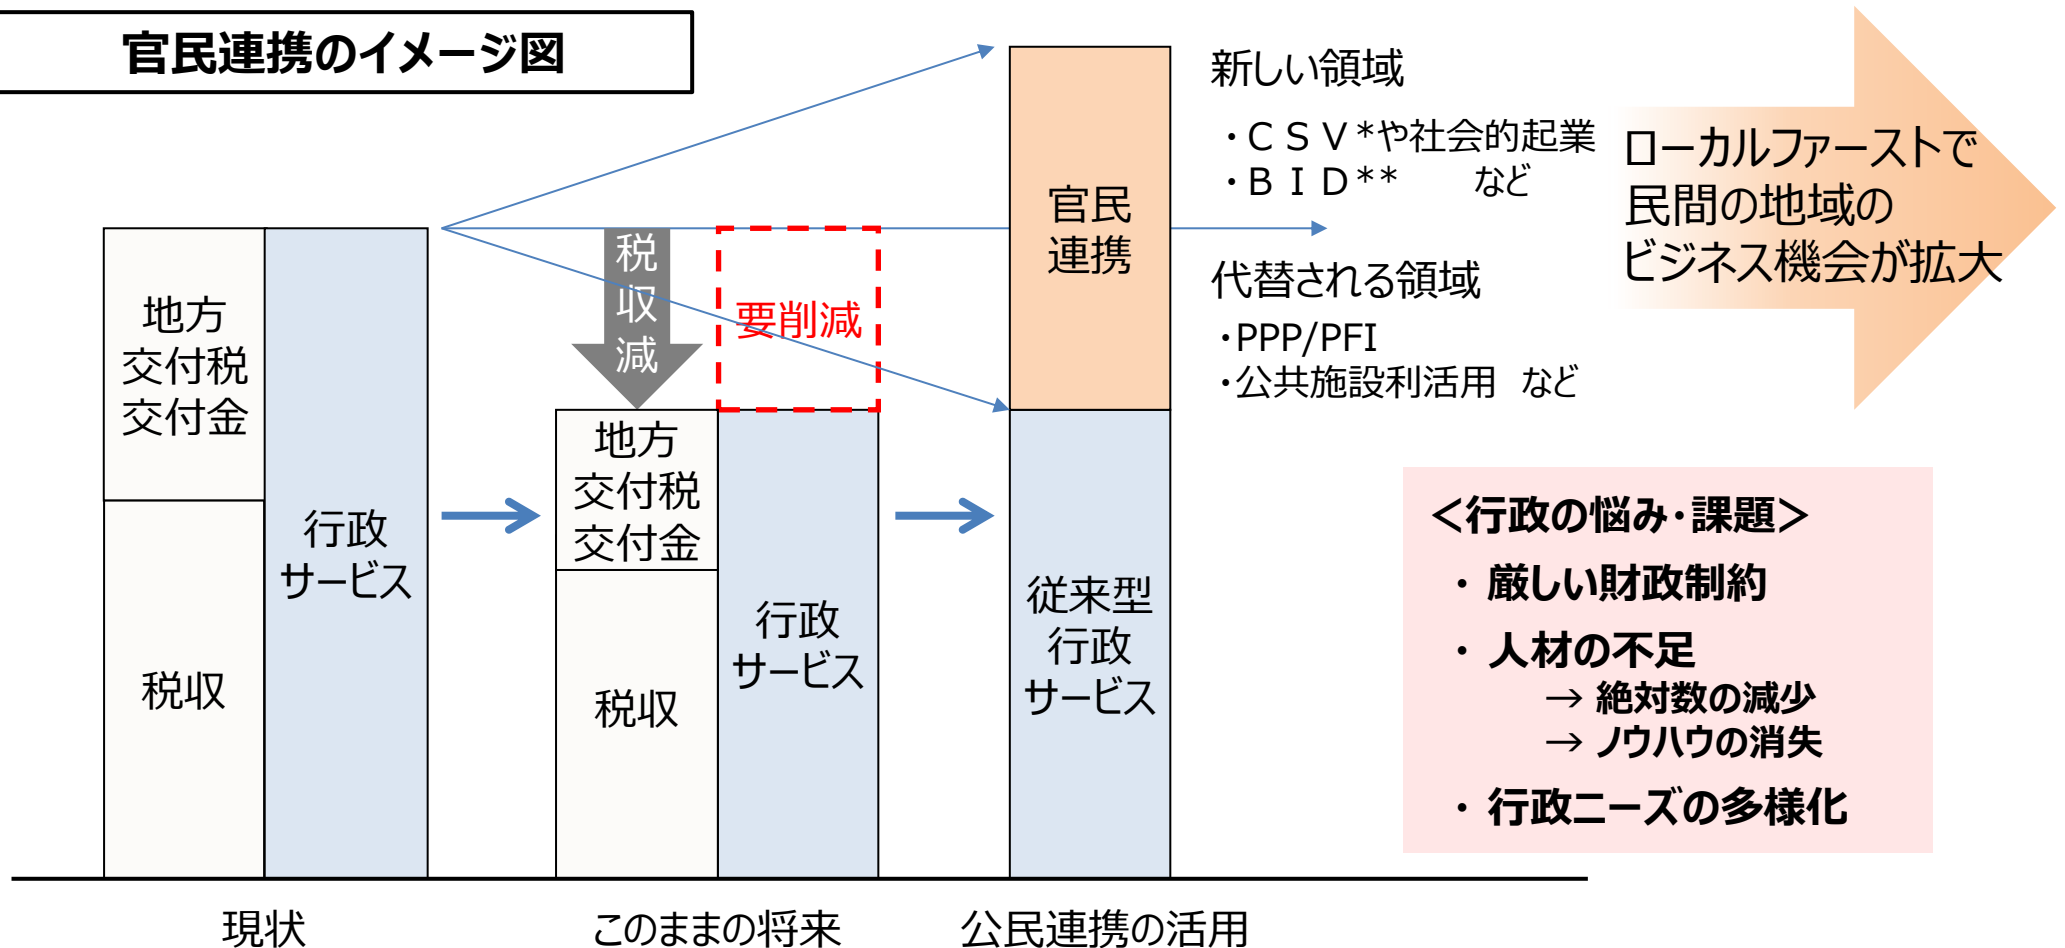 官民連携のイメージ図
新しい領域
・ＣＳＶ*や社会的起業
・ＢＩＤ**　　など
代替される領域
・PPP/PFI
・公共施設利活用　など
ローカルファーストで
民間の地域の
ビジネス機会が拡大
地方
交付税
交付金
税収
行政
サービス
税
収
減
要削減
地方
交付税
交付金
税収
行政
サービス
官民
連携
従来型
行政
サービス
＜行政の悩み・課題＞
・ 厳しい財政制約
・ 人材の不足
→ 絶対数の減少
→ ノウハウの消失
・ 行政ニーズの多様化
現状
このままの将来
公民連携の活用